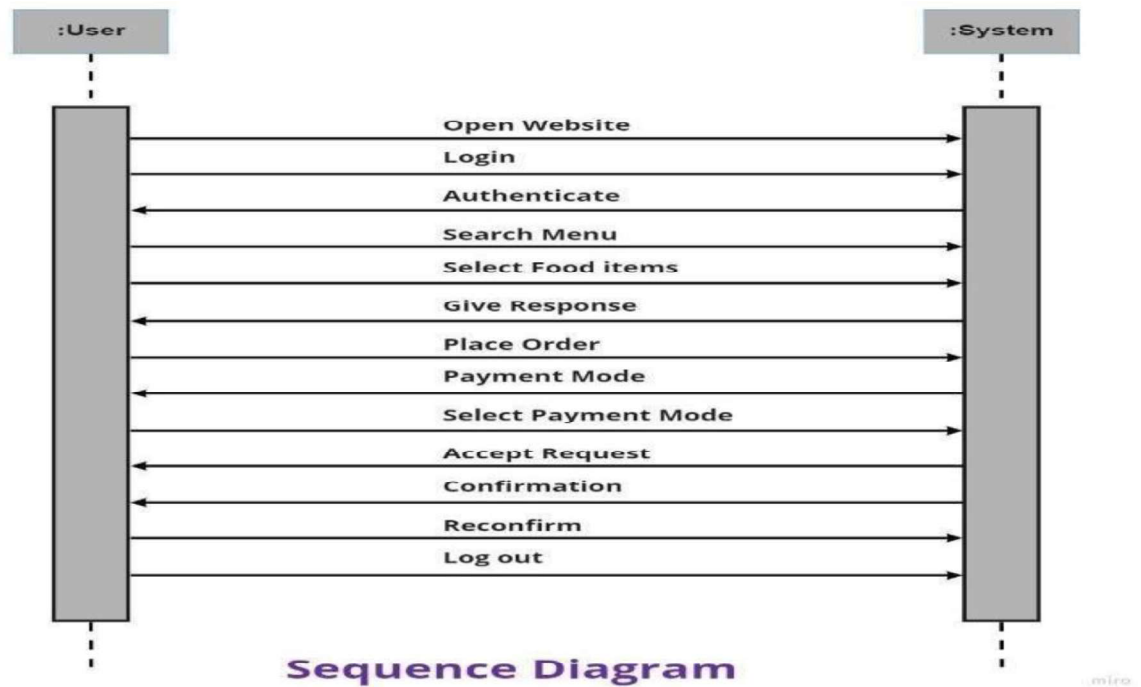 :User
:System
Open Website
Login
Authenticate
Search Menu
Select Food items
Give Response
Place Order
Payment Mode
Select Payment Mode
Accept Request
Confirmation
Reconfirm
Log out
Sequence Diagram
miro